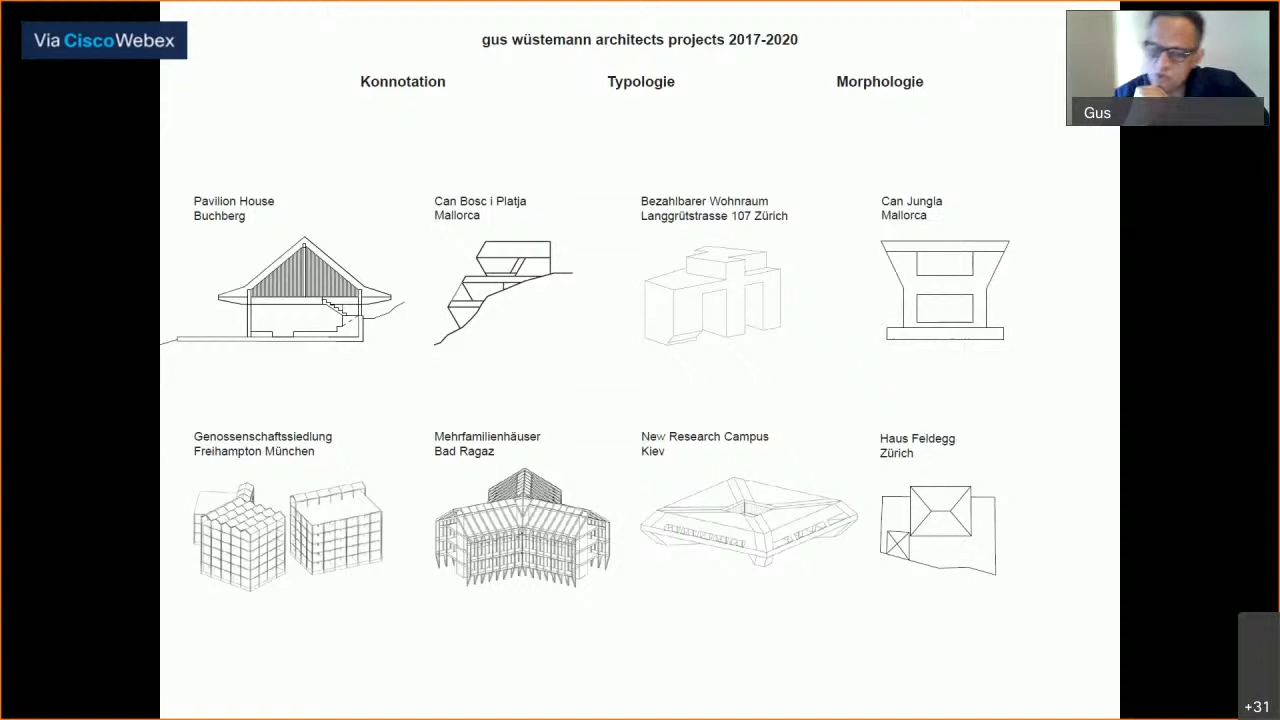 Via Cisco Webex
gus wüstemann architects projects 2017-2020
Konnotation
Typologie
Morphologie
Gus
Pavilion House
Buchberg
Can Bosc i Platja
Mallorca
Bezahlbarer Wohnraum
Langgrütstrasse 107 Zürich
Can Jungla
Mallorca
Genossenschaftssiedlung
Freihampton München
Mehrfamilienhäuser
Bad Ragaz
New Research Campus
Kiev
Haus Feldegg
Zürich
+31